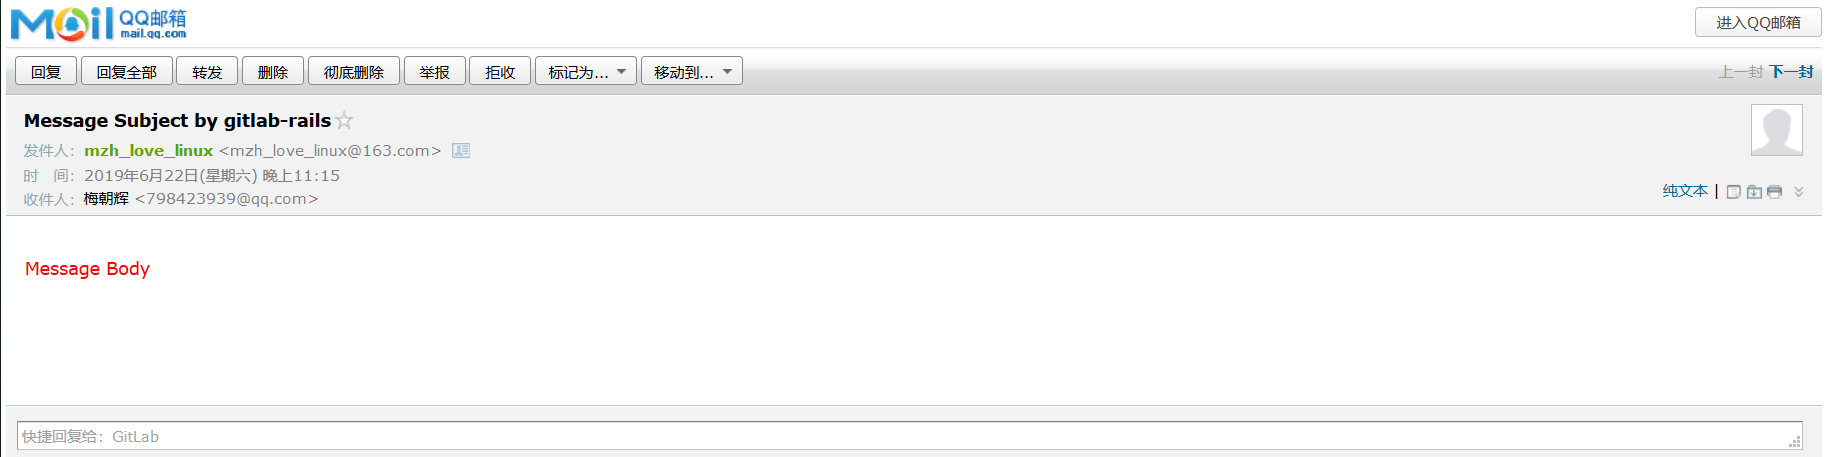 Mail QQ邮箱
mail.qq.com
进入QQ邮箱
回复 回复全部 转发 删除 彻底删除 举报 拒收 标记为... 移动到... 上一封 下一封
Message Subject by gitlab-rails
发件人：mzh_love_linux <mzh_love_linux@163.com>
时 间：2019年6月22日(星期六) 晚上11:15
收件人：梅朝辉 <798423939@qq.com>
纯文本 |
Message Body
快捷回复给：GitLab